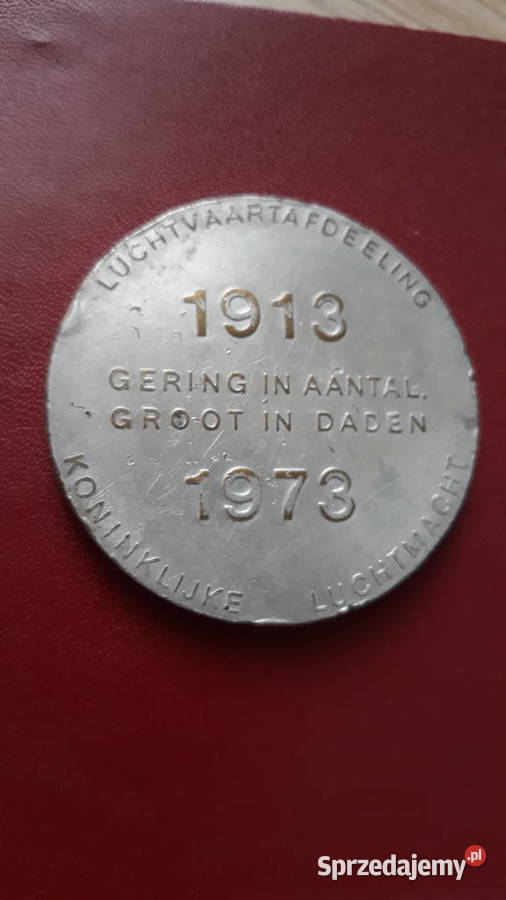 LUCHTVAARTAFDEELING
1913
GERING IN AANTAL,
GROOT IN DADEN
1973
KONINKLIJKE LUCHTMACHT
Sprzedajemy.pl